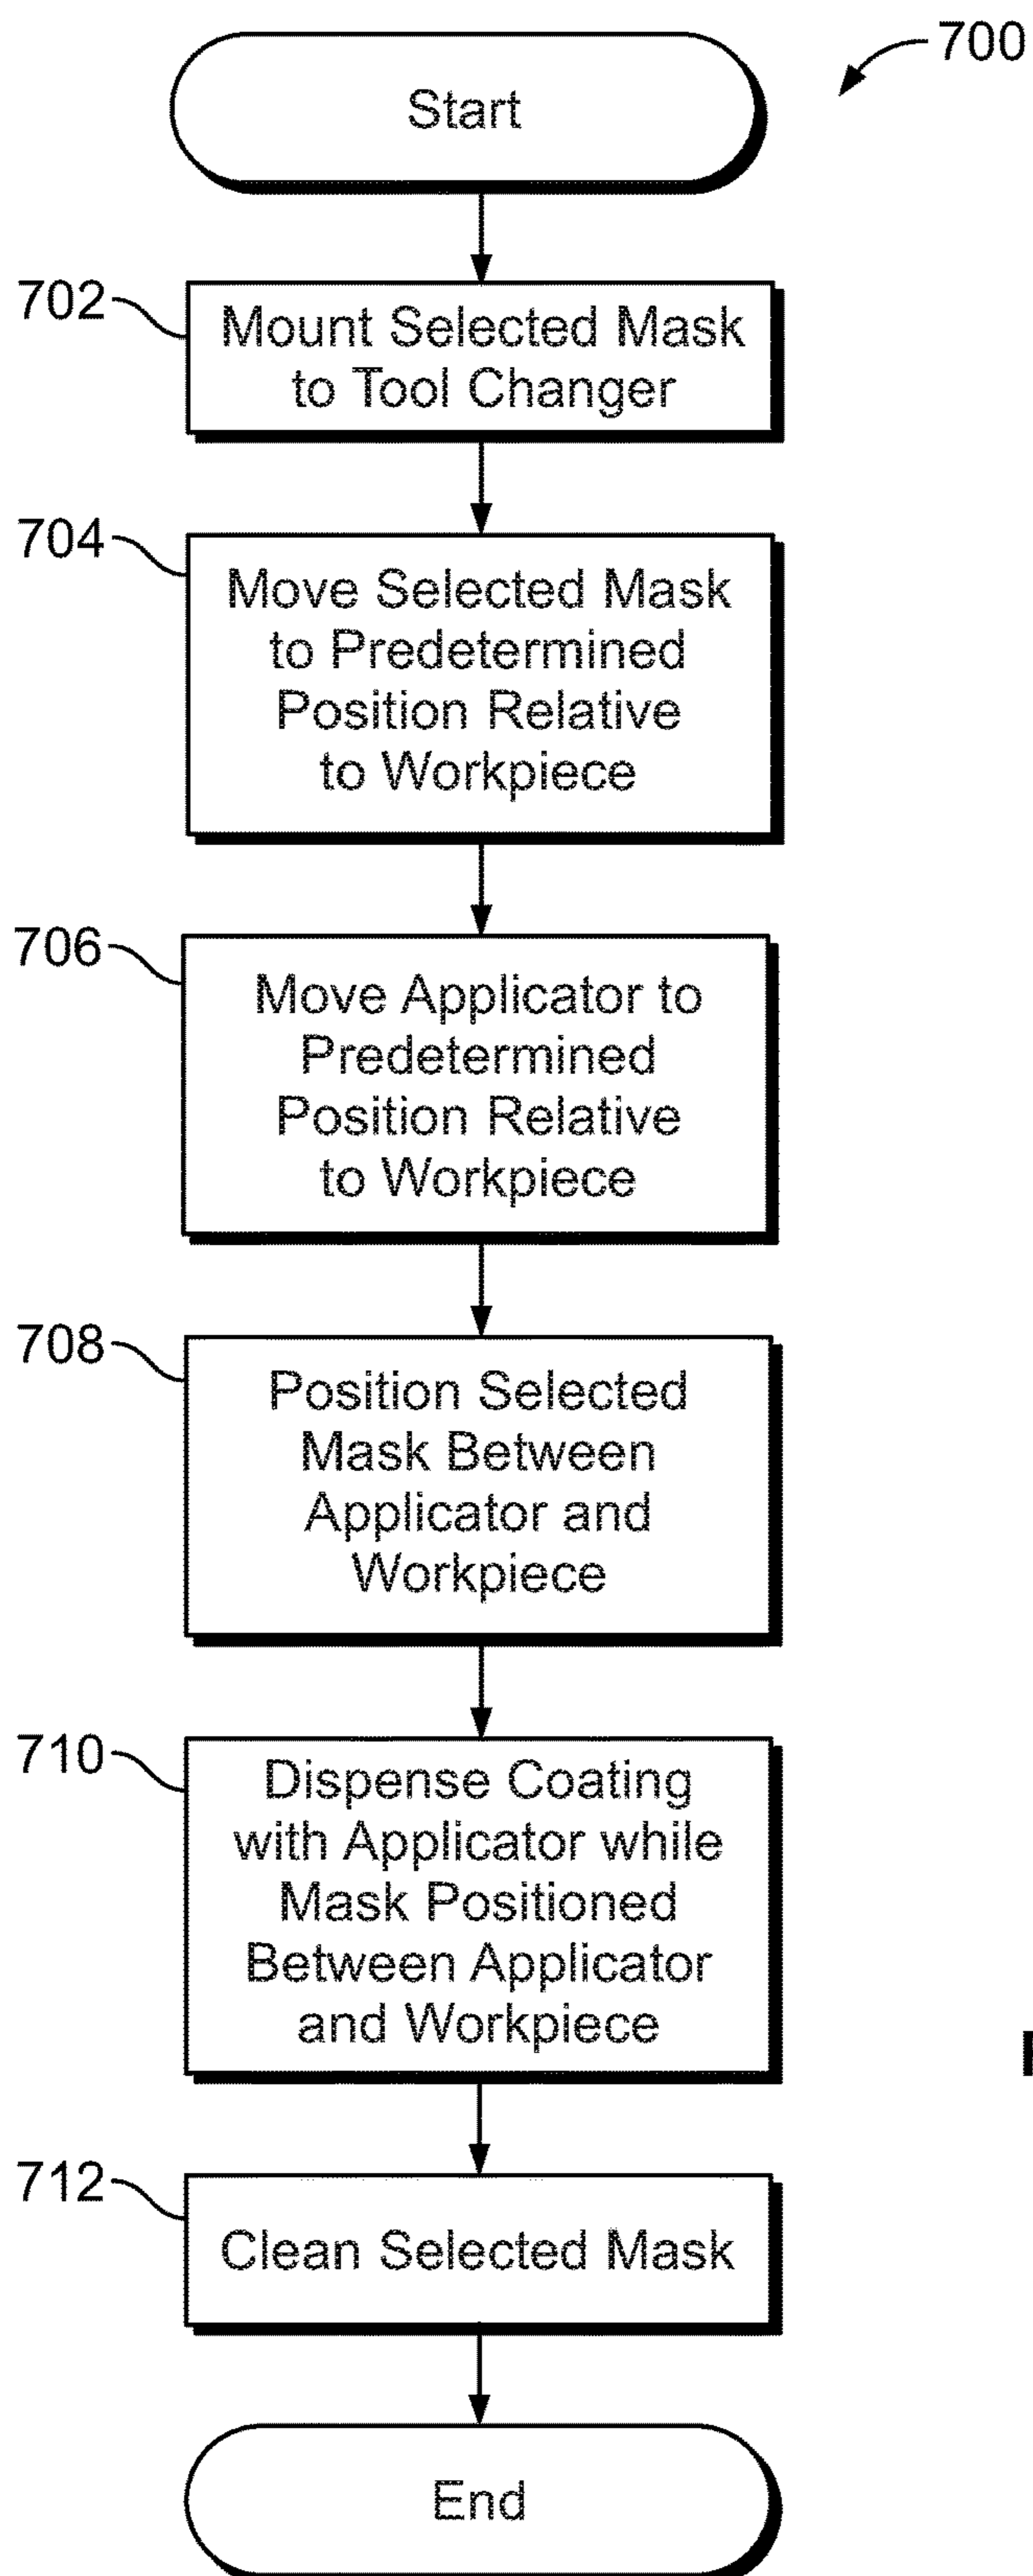 700
Start
702
Mount Selected Mask
to Tool Changer
704
Move Selected Mask
to Predetermined
Position Relative
to Workpiece
706
Move Applicator to
Predetermined
Position Relative
to Workpiece
708
Position Selected
Mask Between
Applicator and
Workpiece
710
Dispense Coating
with Applicator while
Mask Positioned
Between Applicator
and Workpiece
712
Clean Selected Mask
End